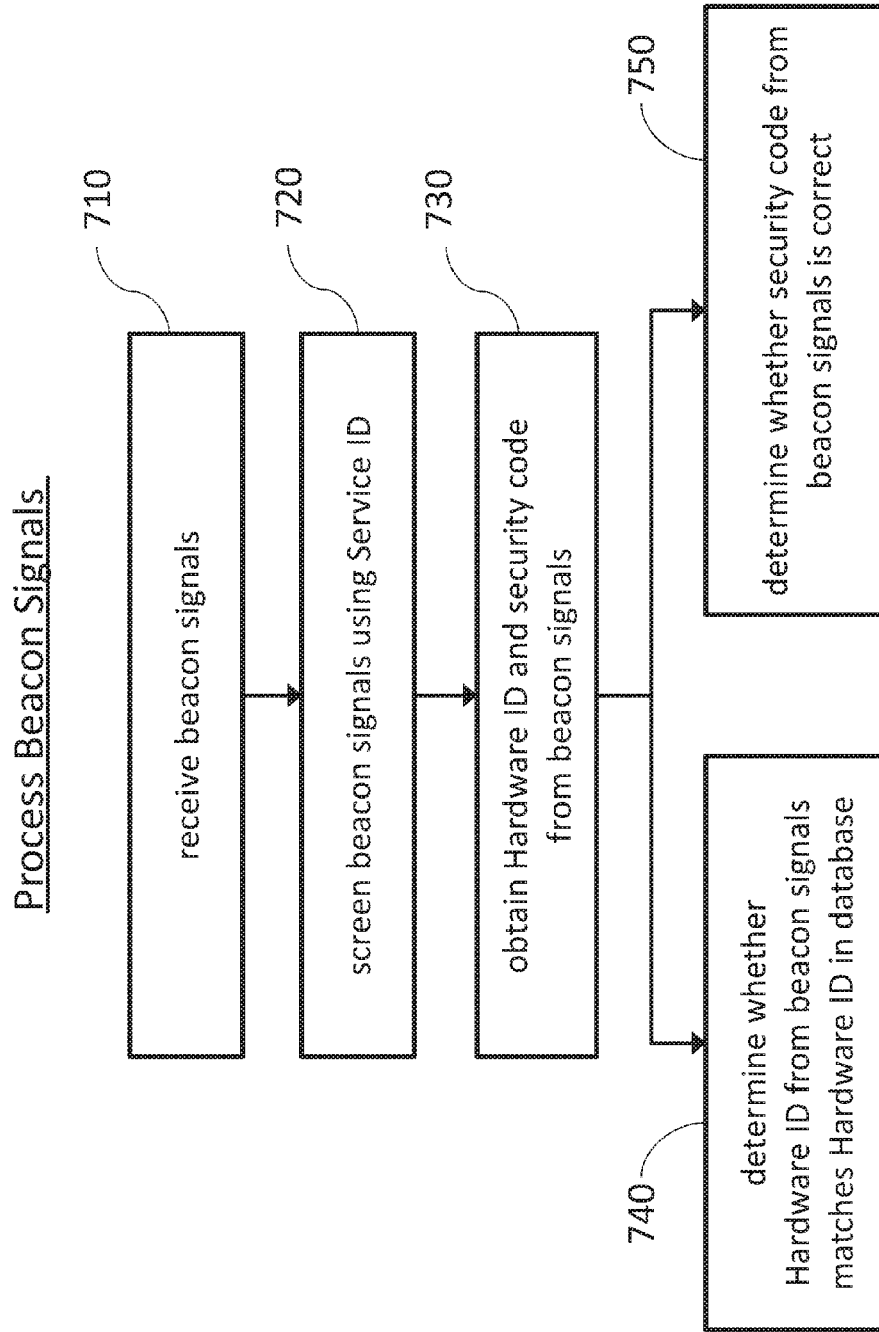 Process Beacon Signals
710
receive beacon signals
720
screen beacon signals using Service ID
730
obtain Hardware ID and security code
from beacon signals
740
determine whether
Hardware ID from beacon signals
matches Hardware ID in database
750
determine whether security code from
beacon signals is correct